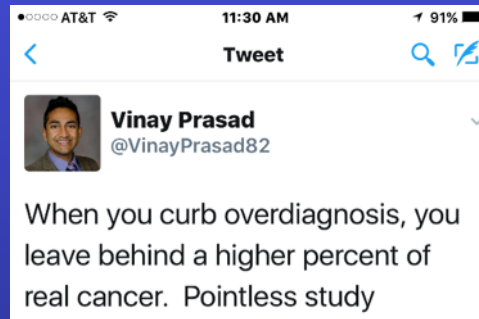 AT&T 11:30 AM 91%
Tweet
Vinay Prasad
@VinayPrasad82
When you curb overdiagnosis, you
leave behind a higher percent of
real cancer. Pointless study